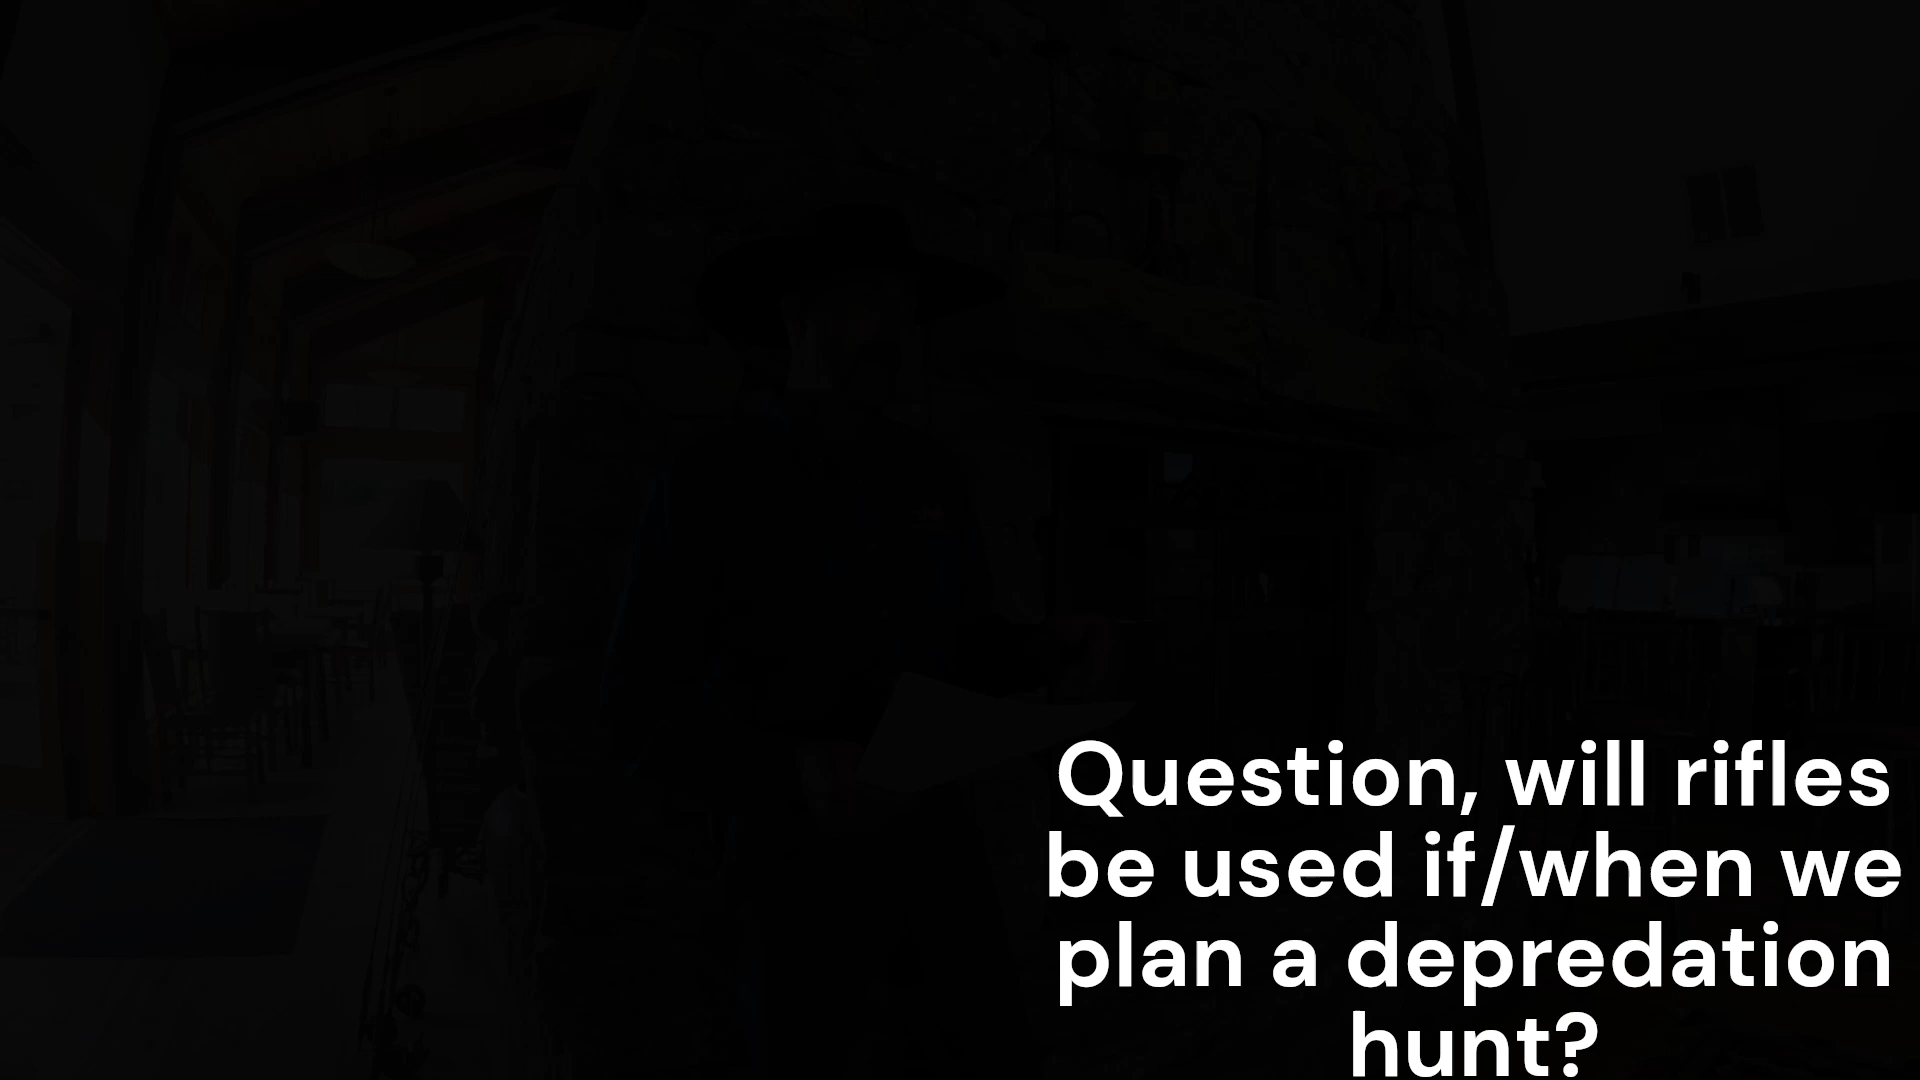 Question, will rifles
be used if/when we
plan a depredation
hunt?